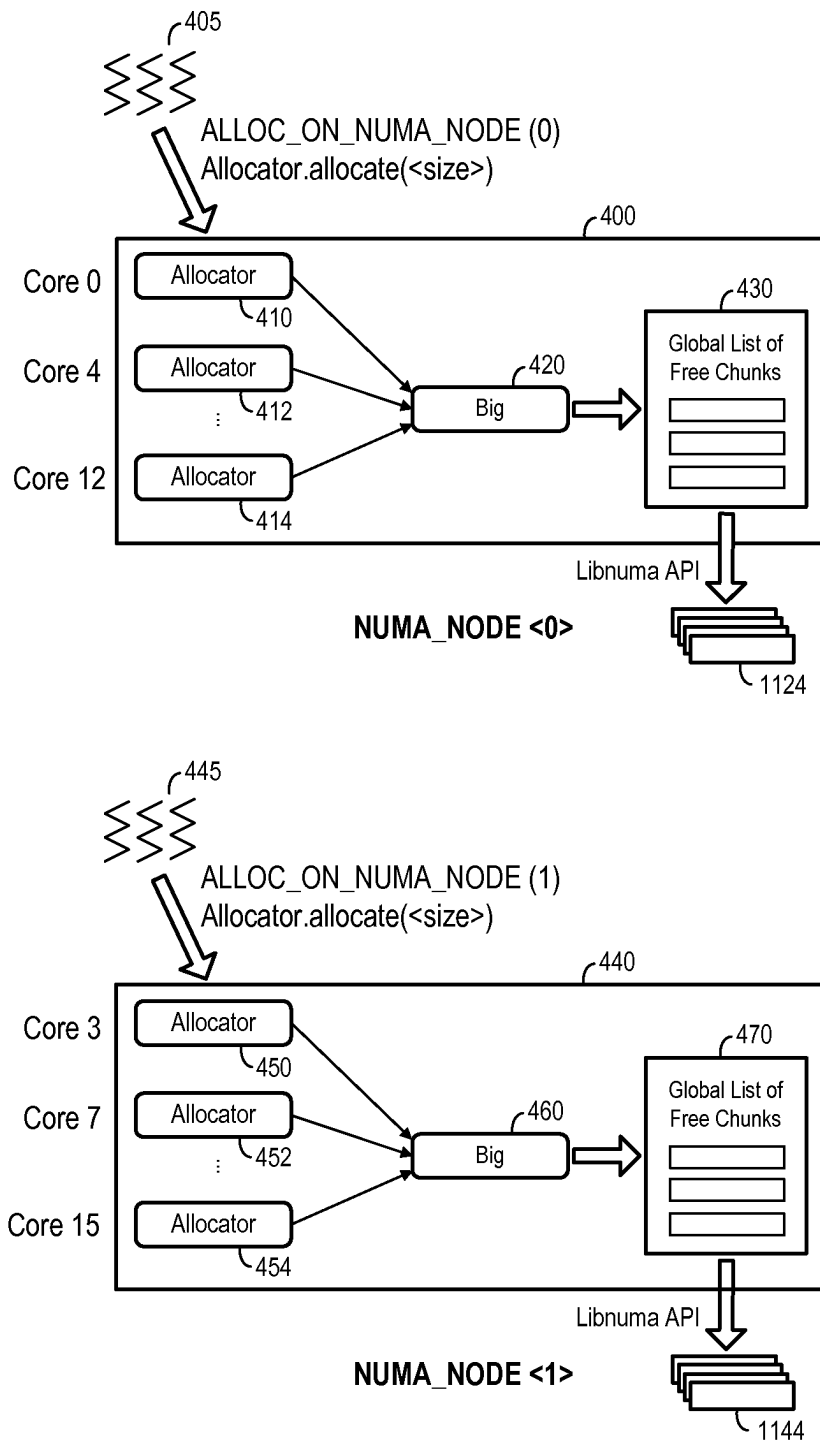 405
ALLOC_ON_NUMA_NODE (0)
Allocator.allocate(<size>)
400
Core 0
Allocator
410
430
Global List of
Free Chunks
Core 4
Allocator
412
...
420
Big
Core 12
Allocator
414
Libnuma API
NUMA_NODE <0>
1124
445
ALLOC_ON_NUMA_NODE (1)
Allocator.allocate(<size>)
440
Core 3
Allocator
450
470
Global List of
Free Chunks
Core 7
Allocator
452
...
460
Big
Core 15
Allocator
454
Libnuma API
NUMA_NODE <1>
1144